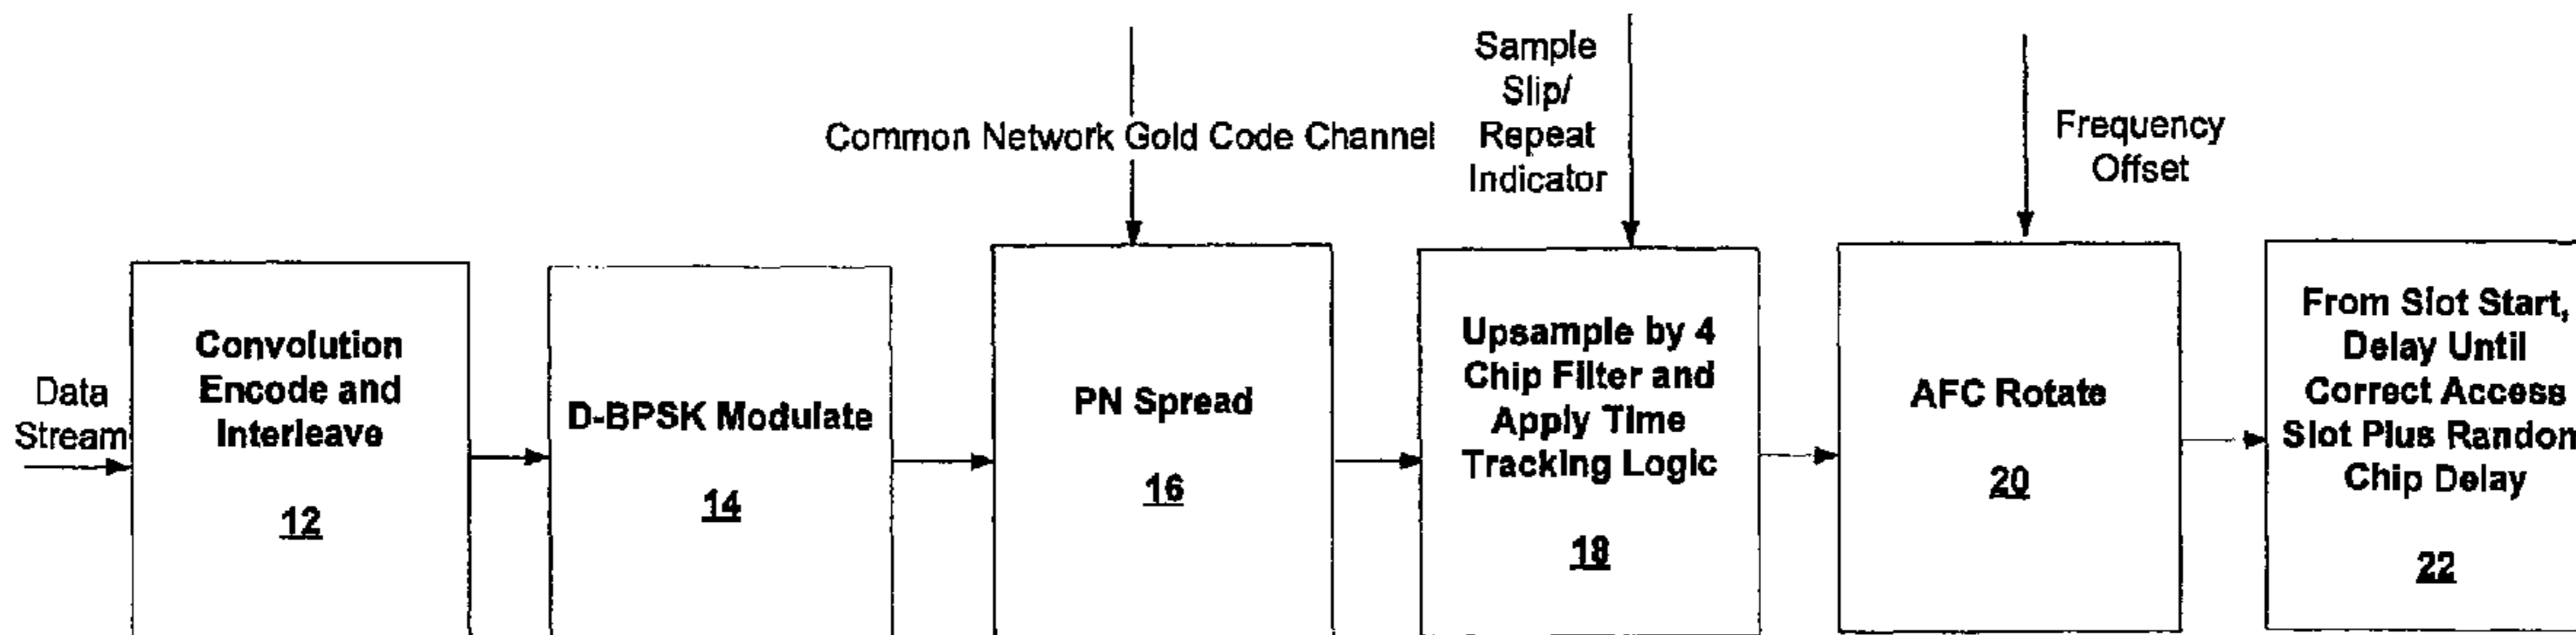 Data
Stream
Convolution
Encode and
Interleave
12
D-BPSK Modulate
14
Common Network Gold Code Channel
PN Spread
16
Sample
Slip/
Repeat
Indicator
Upsample by 4
Chip Filter and
Apply Time
Tracking Logic
18
Frequency
Offset
AFC Rotate
20
From Slot Start,
Delay Until
Correct Access
Slot Plus Random
Chip Delay
22